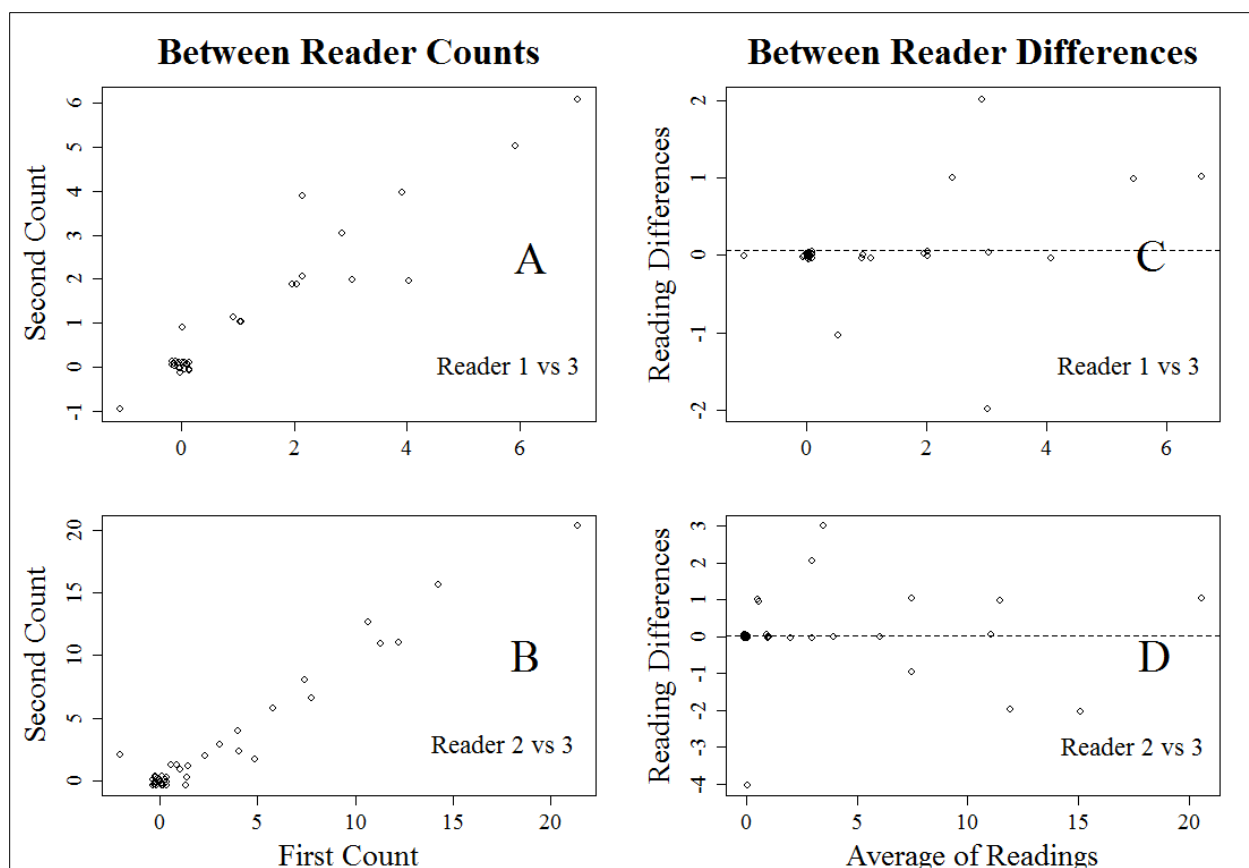 Between Reader Counts
Between Reader Differences
Second Count
6
5
4
3
2
1
0
-1
A
Reader 1 vs 3
0
2
4
6
Reading Differences
2
1
0
-1
-2
C
Reader 1 vs 3
0
2
4
6
Second Count
20
15
10
5
0
B
Reader 2 vs 3
0
5
10
15
20
First Count
Reading Differences
3
2
1
0
-1
-2
-3
-4
D
Reader 2 vs 3
0
5
10
15
20
Average of Readings